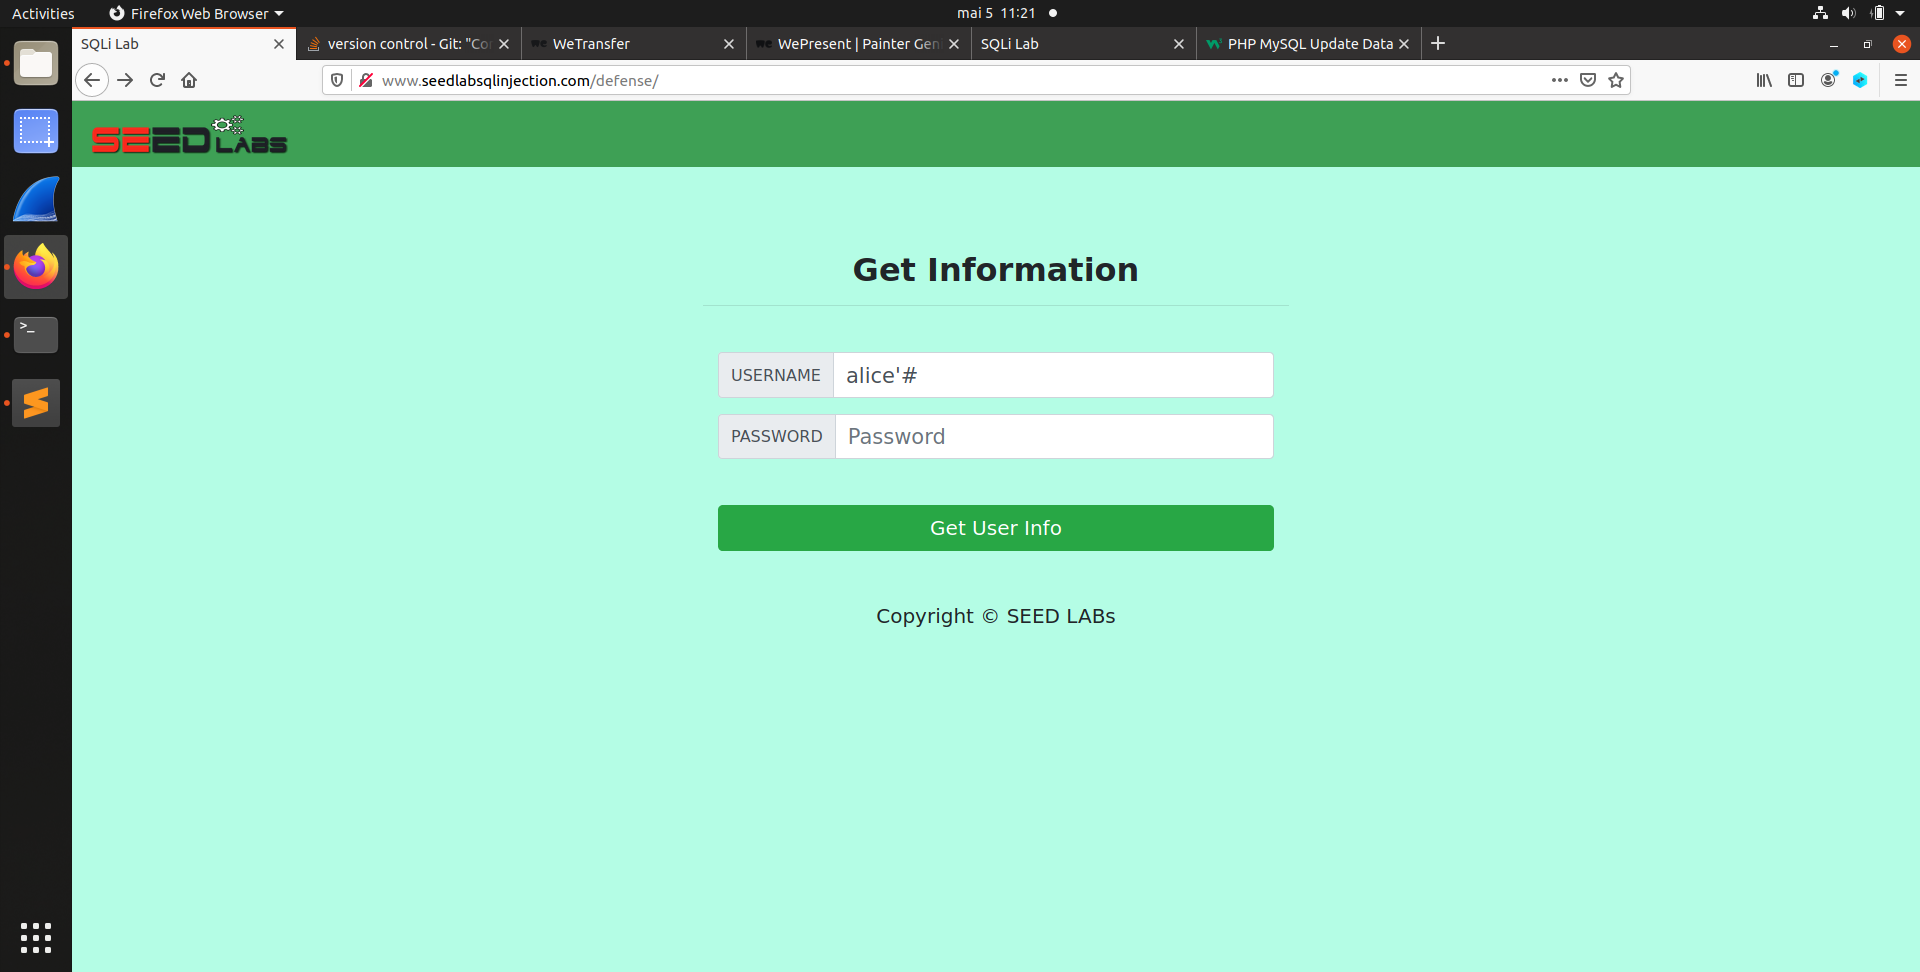 Activities Firefox Web Browser mai 5 11:21
SQLi Lab version control - Git: "Co WeTransfer WePresent | Painter Gen SQLi Lab PHP MySQL Update Data
www.seedlabsqlinjection.com/defense/
SEED LABS
Get Information
USERNAME alice'#
PASSWORD Password
Get User Info
Copyright © SEED LABs